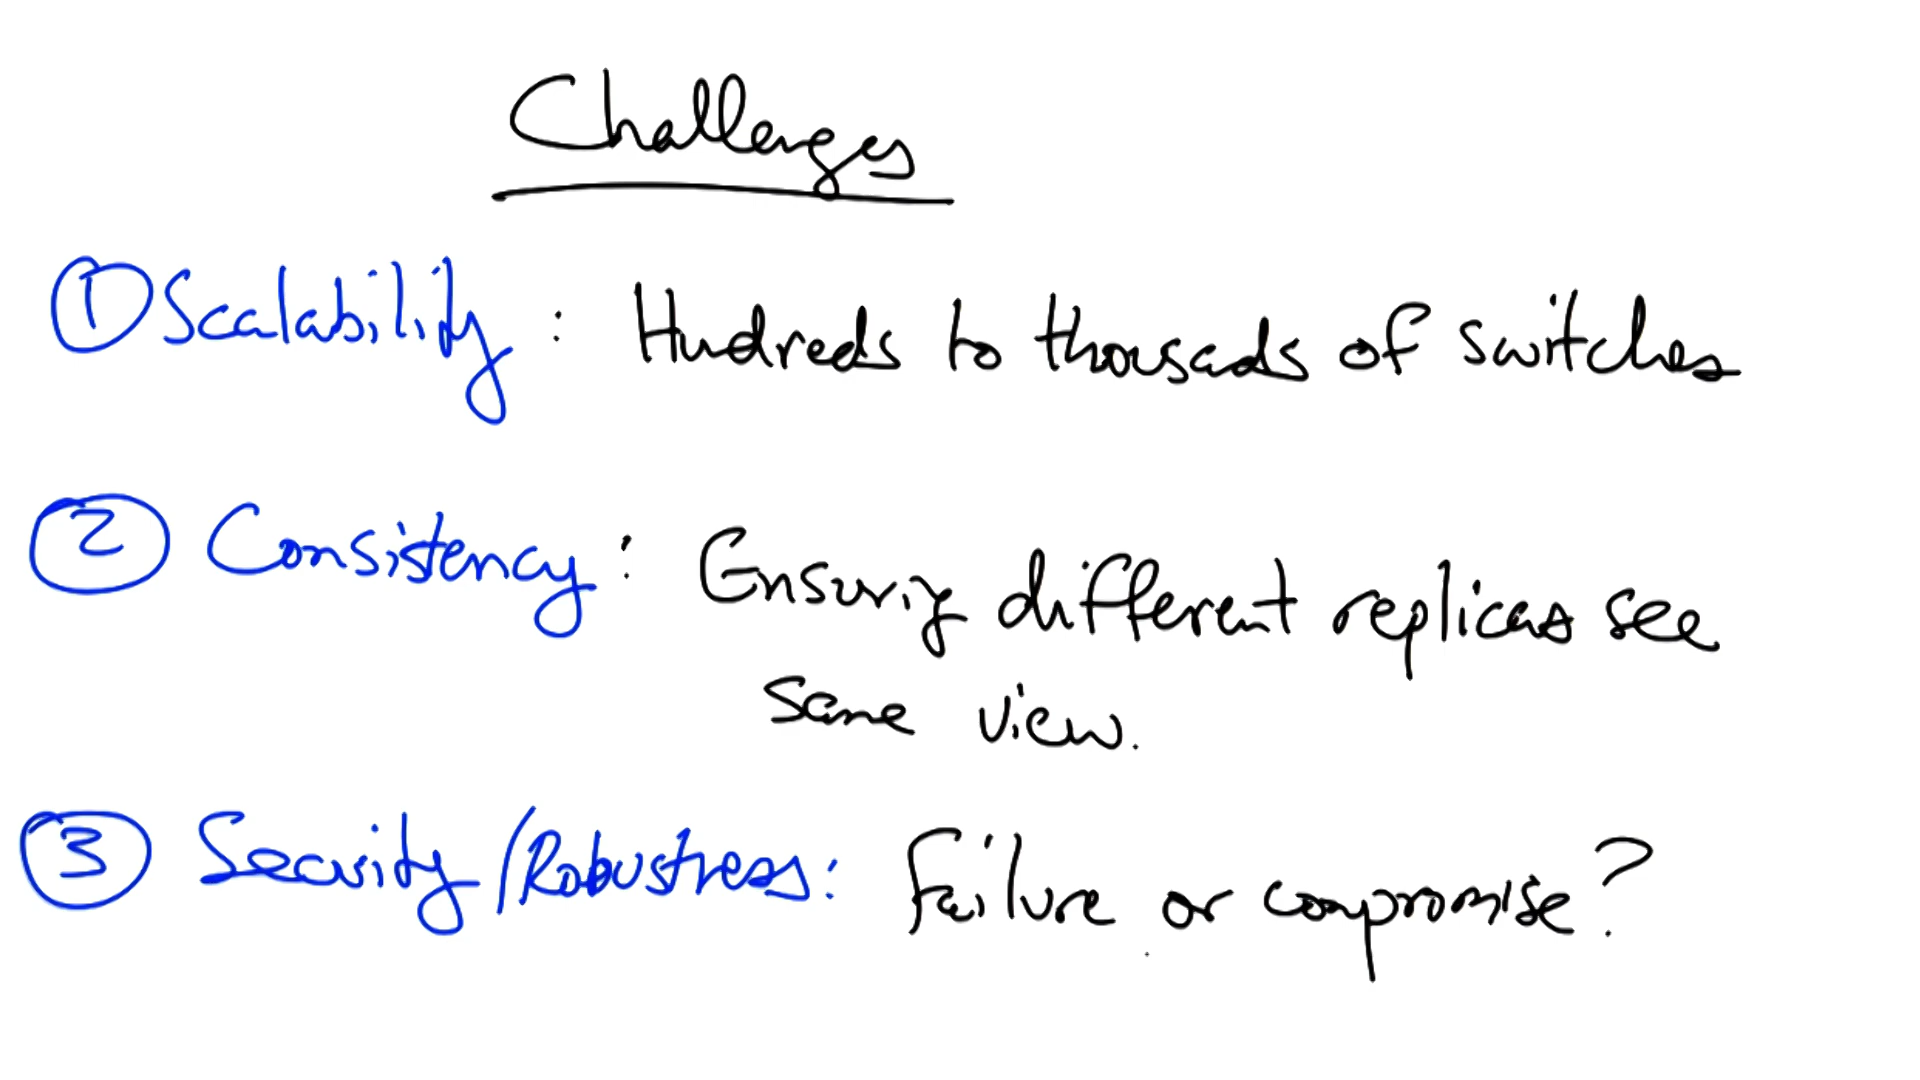 Challenges
① Scalability : Hundreds to thousands of switches
② Consistency : Ensuring different replicas see
same view.
③ Security/Robustness: Failure or compromise?